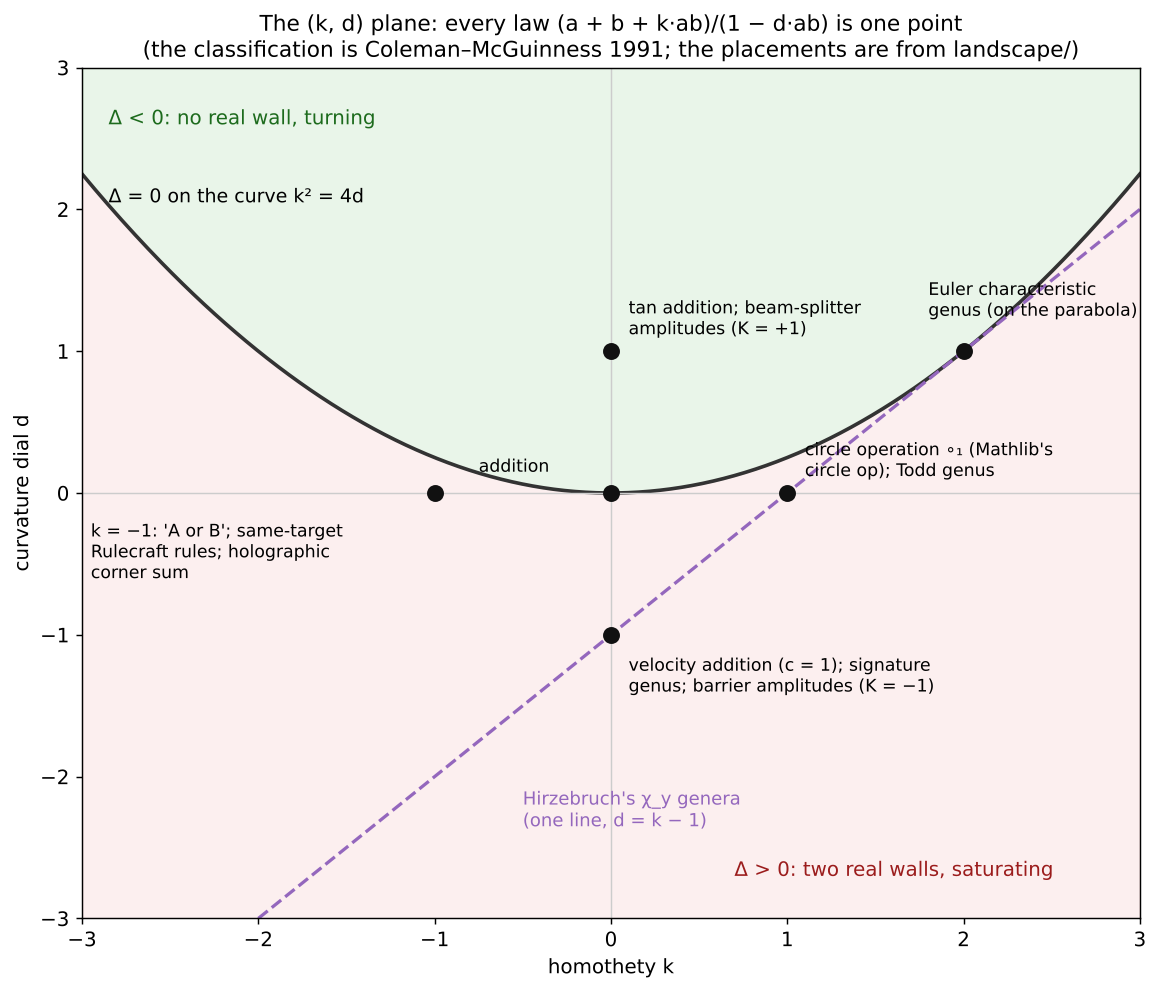 The (k, d) plane: every law (a + b + k·ab)/(1 − d·ab) is one point
(the classification is Coleman–McGuinness 1991; the placements are from landscape/)
3
Δ < 0: no real wall, turning
Δ = 0 on the curve k² = 4d
2
Euler characteristic
genus (on the parabola)
tan addition; beam-splitter
amplitudes (K = +1)
1
circle operation ∘₁ (Mathlib's
circle op); Todd genus
addition
0
k = −1: 'A or B'; same-target
Rulecraft rules; holographic
corner sum
curvature dial d
−1
velocity addition (c = 1); signature
genus; barrier amplitudes (K = −1)
−2
Hirzebruch's χ_y genera
(one line, d = k − 1)
Δ > 0: two real walls, saturating
−3
−3 −2 −1 0 1 2 3
homothety k